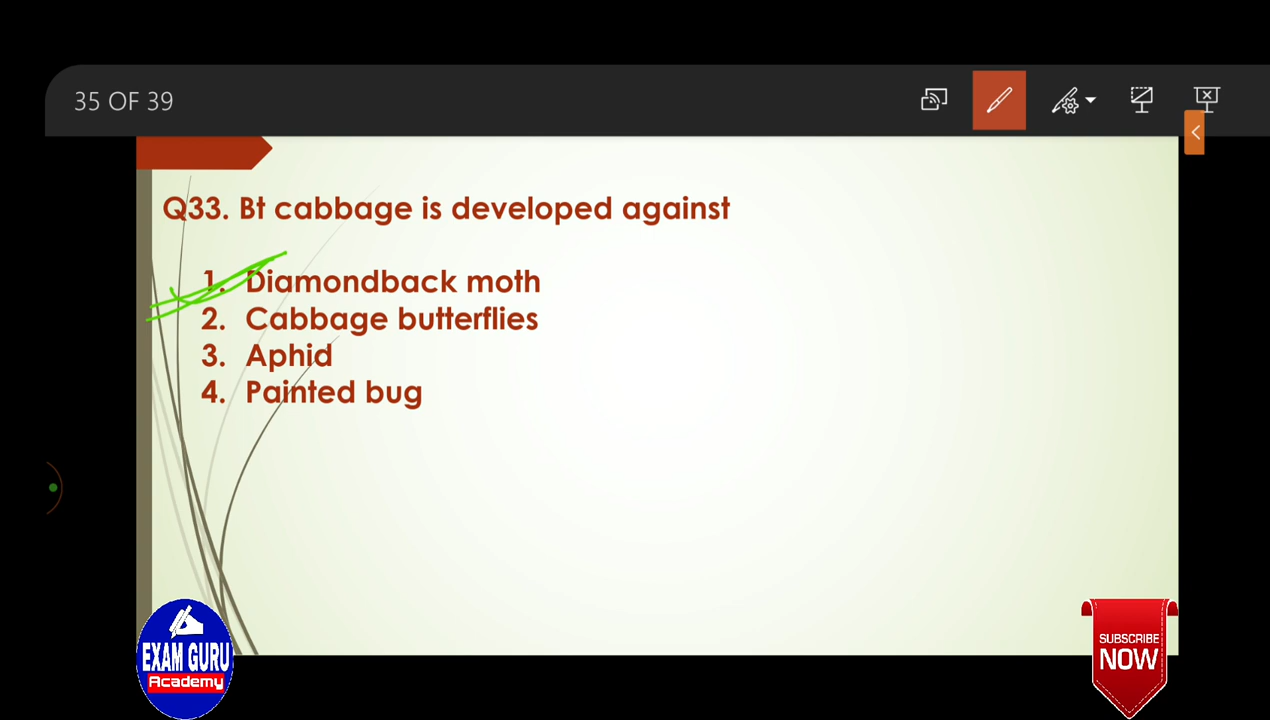 35 OF 39
Q33. Bt cabbage is developed against
1. Diamondback moth
2. Cabbage butterflies
3. Aphid
4. Painted bug
EXAM GURU
Academy
SUBSCRIBE
NOW